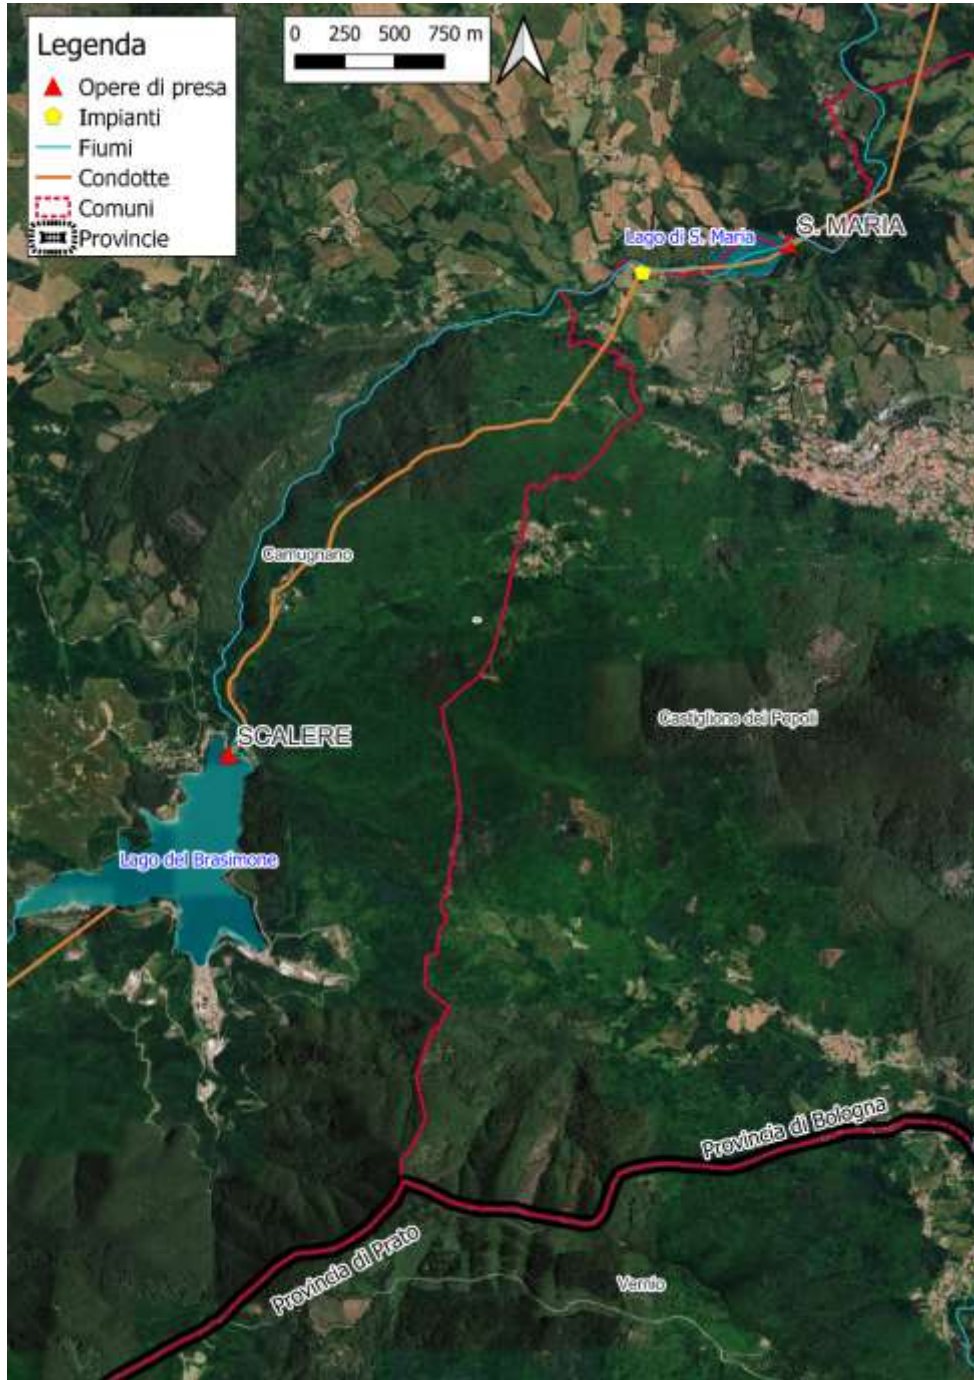 Legenda
Opere di presa
Impianti
Fiumi
Condotte
Comuni
Provincie
0 250 500 750 m
S. MARIA
Lago di S. Maria
Camugnano
Castiglione dei Pepoli
SCALERE
Lago del Brasimone
Provincia di Bologna
Provincia di Prato
Vernio